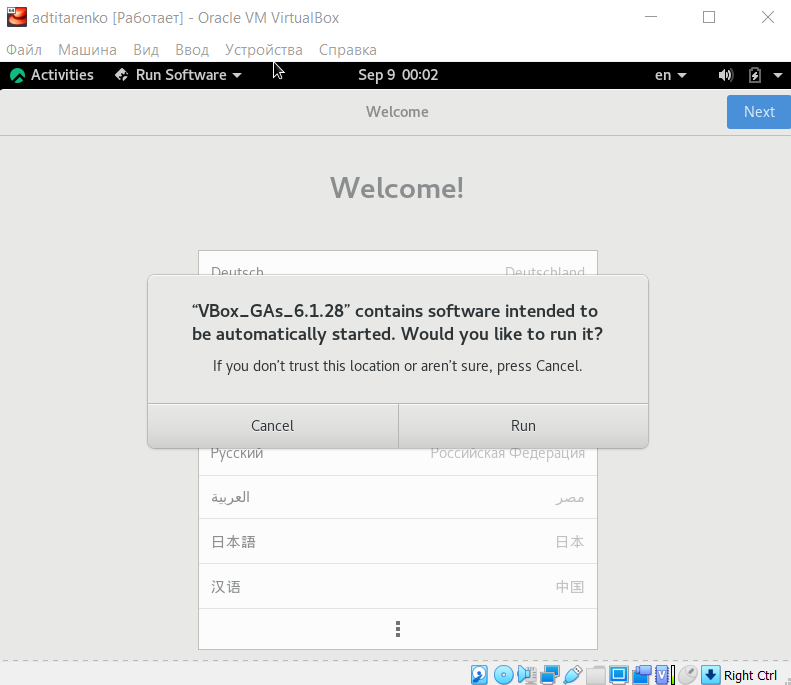 adtitarenko [Работает] - Oracle VM VirtualBox
Файл Машина Вид Ввод Устройства Справка
Activities Run Software Sep 9 00:02 en
Welcome Next
Welcome!
Deutsch Deutschland
“VBox_GAs_6.1.28” contains software intended to
be automatically started. Would you like to run it?
If you don’t trust this location or aren’t sure, press Cancel.
Cancel Run
Русский Российская Федерация
العربية مصر
日本語 日本
汉语 中国
Right Ctrl